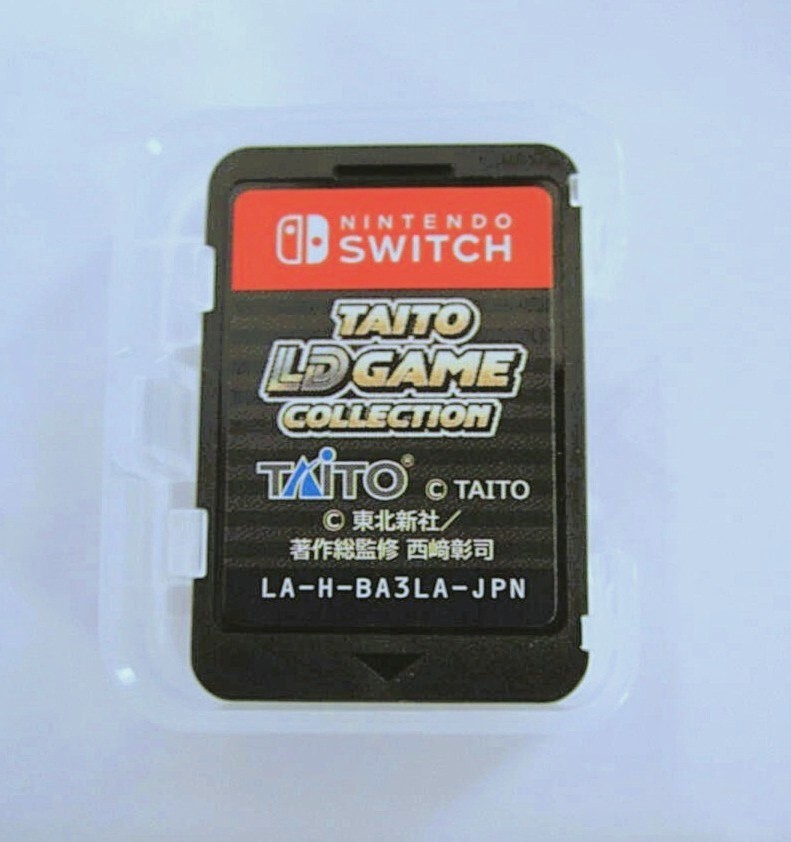 NINTENDO
SWITCH
TAITO
LD GAME
COLLECTION
TAITO® © TAITO
© 東北新社／
著作総監修 西﨑彰司
LA-H-BA3LA-JPN